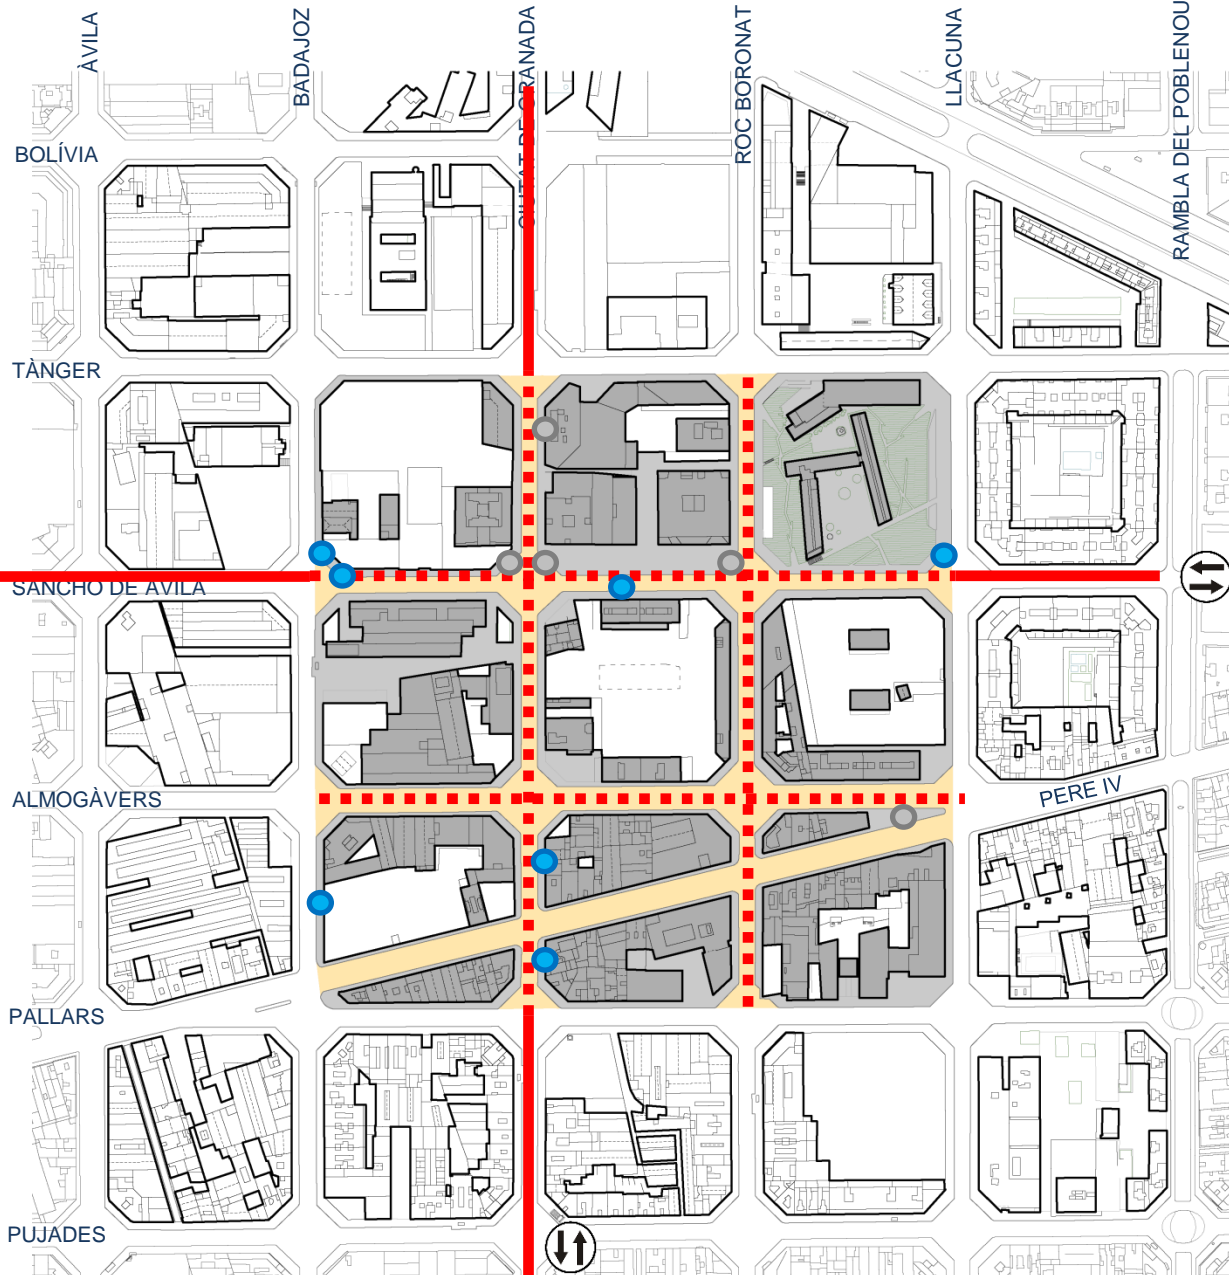 ÀVILA
BADAJOZ
CIUTAT DE GRANADA
ROC BORONAT
LLACUNA
RAMBLA DEL POBLENOU
BOLÍVIA
TÀNGER
SANCHO DE AVILA
ALMOGÀVERS
PERE IV
PALLARS
PUJADES